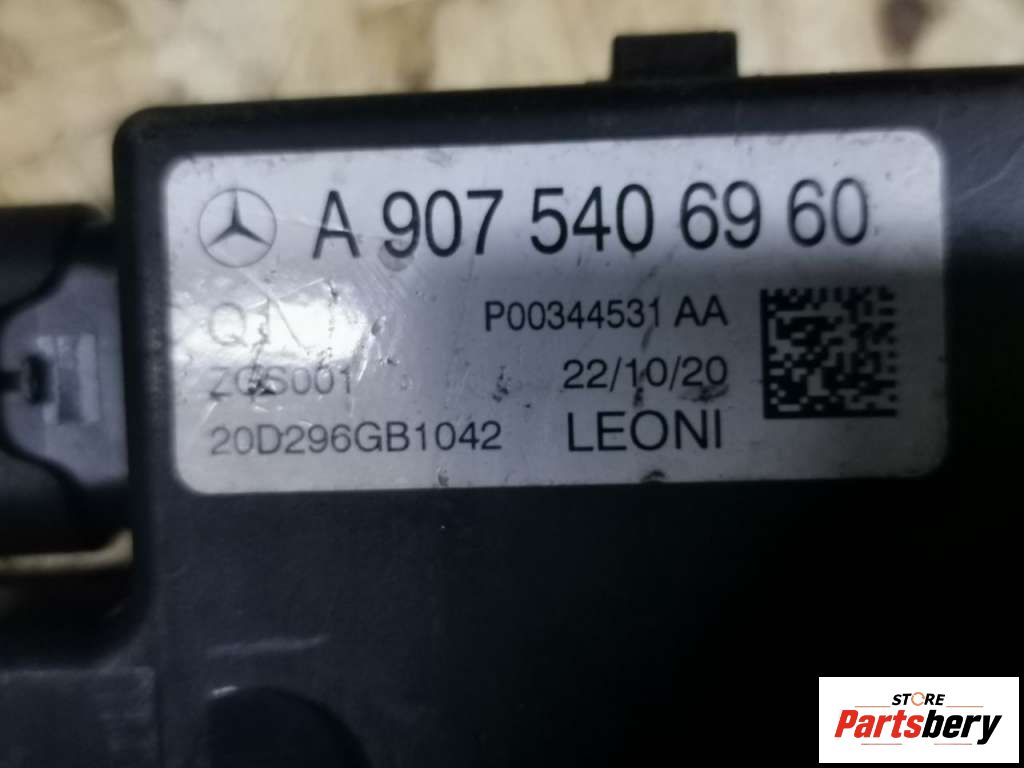 A 907 540 69 60
P00344531 AA
ZGS001 22/10/20
20D296GB1042 LEONI
STORE
Partsbery